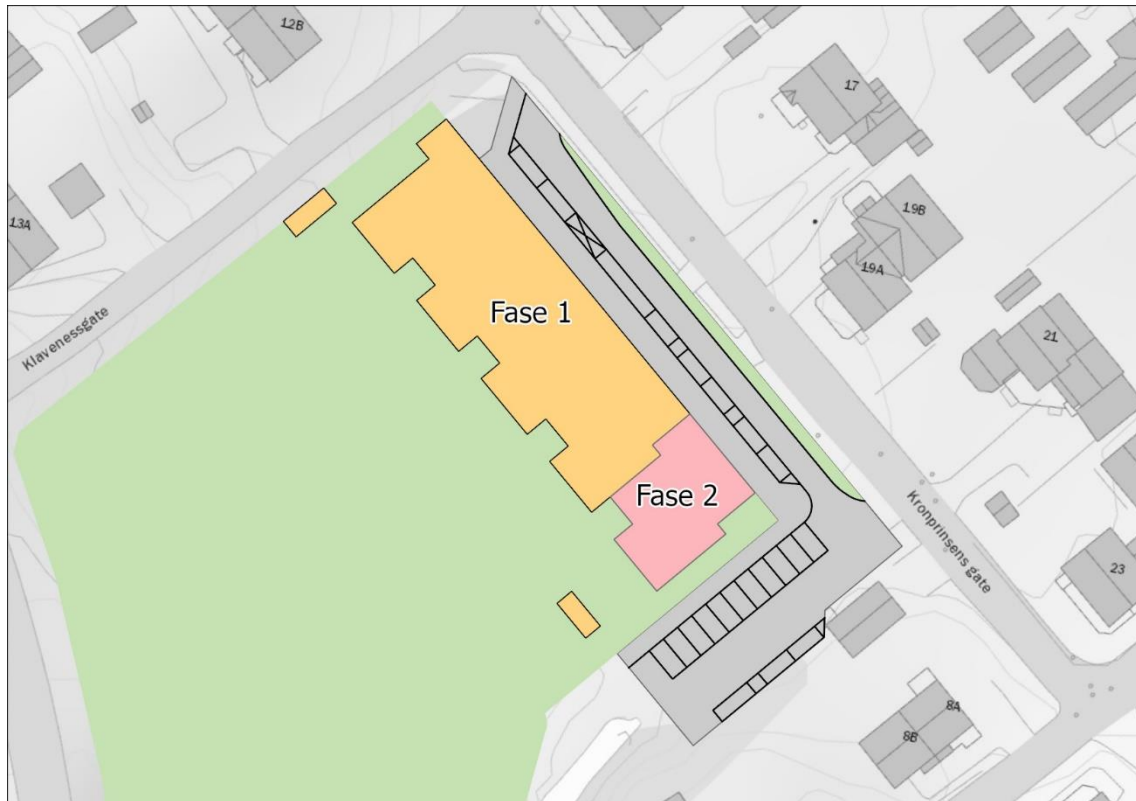 12B
17
13A
19B
19A
Fase 1
Klavenessgate
21
Fase 2
Kronprinsens gate
23
8A
8B